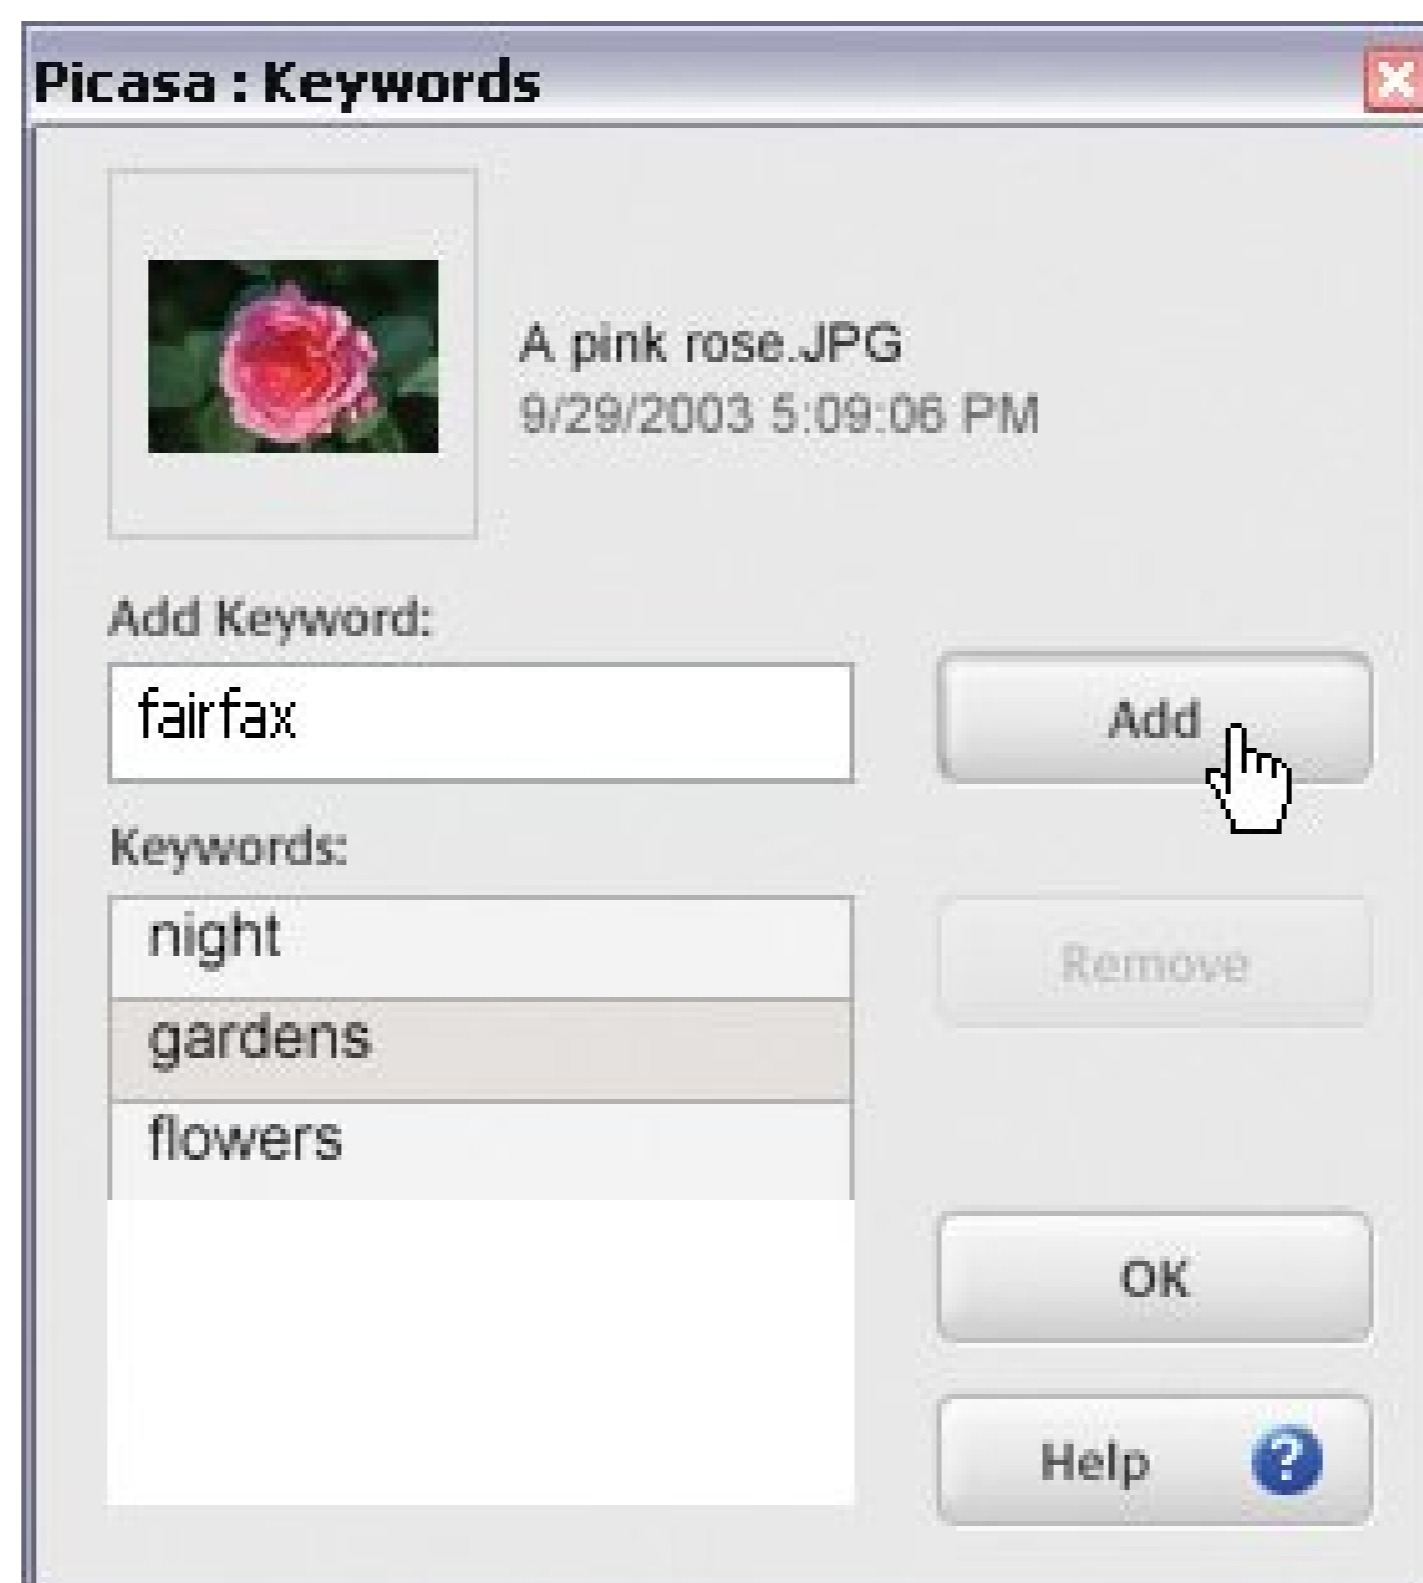 Picasa : Keywords
A pink rose.JPG
9/29/2003 5:09:06 PM
Add Keyword:
fairfax
Add
Keywords:
night
Remove
gardens
flowers
OK
Help ?